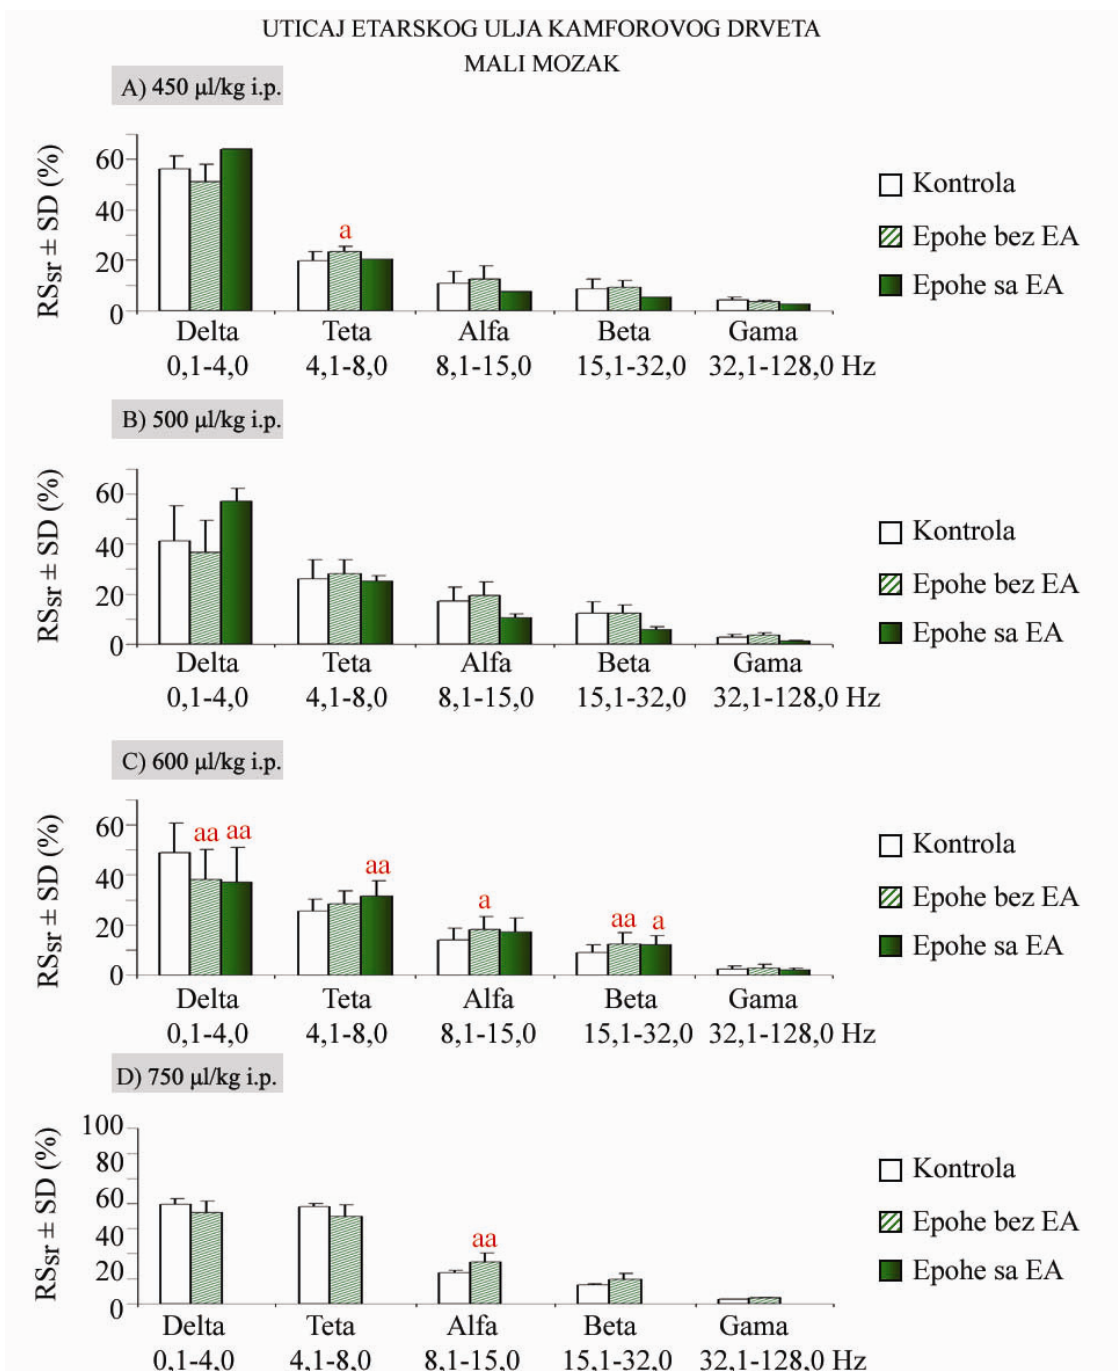 UTICAJ ETARSKOG ULJA KAMFOROVOG DRVETA
MALI MOZAK
A) 450 µl/kg i.p.
RSsr ± SD (%)
60
40
20
0
a
Delta Teta Alfa Beta Gama
0,1-4,0 4,1-8,0 8,1-15,0 15,1-32,0 32,1-128,0 Hz
Kontrola
Epohe bez EA
Epohe sa EA
B) 500 µl/kg i.p.
RSsr ± SD (%)
60
40
20
0
Delta Teta Alfa Beta Gama
0,1-4,0 4,1-8,0 8,1-15,0 15,1-32,0 32,1-128,0 Hz
Kontrola
Epohe bez EA
Epohe sa EA
C) 600 µl/kg i.p.
RSsr ± SD (%)
60
40
20
0
aa aa aa a aa a
Delta Teta Alfa Beta Gama
0,1-4,0 4,1-8,0 8,1-15,0 15,1-32,0 32,1-128,0 Hz
Kontrola
Epohe bez EA
Epohe sa EA
D) 750 µl/kg i.p.
RSsr ± SD (%)
100
80
60
40
20
0
aa
Delta Teta Alfa Beta Gama
0,1-4,0 4,1-8,0 8,1-15,0 15,1-32,0 32,1-128,0 Hz
Kontrola
Epohe bez EA
Epohe sa EA